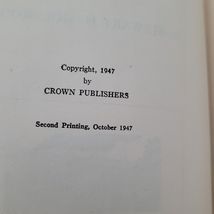 Copyright, 1947
by
CROWN PUBLISHERS
Second Printing, October 1947